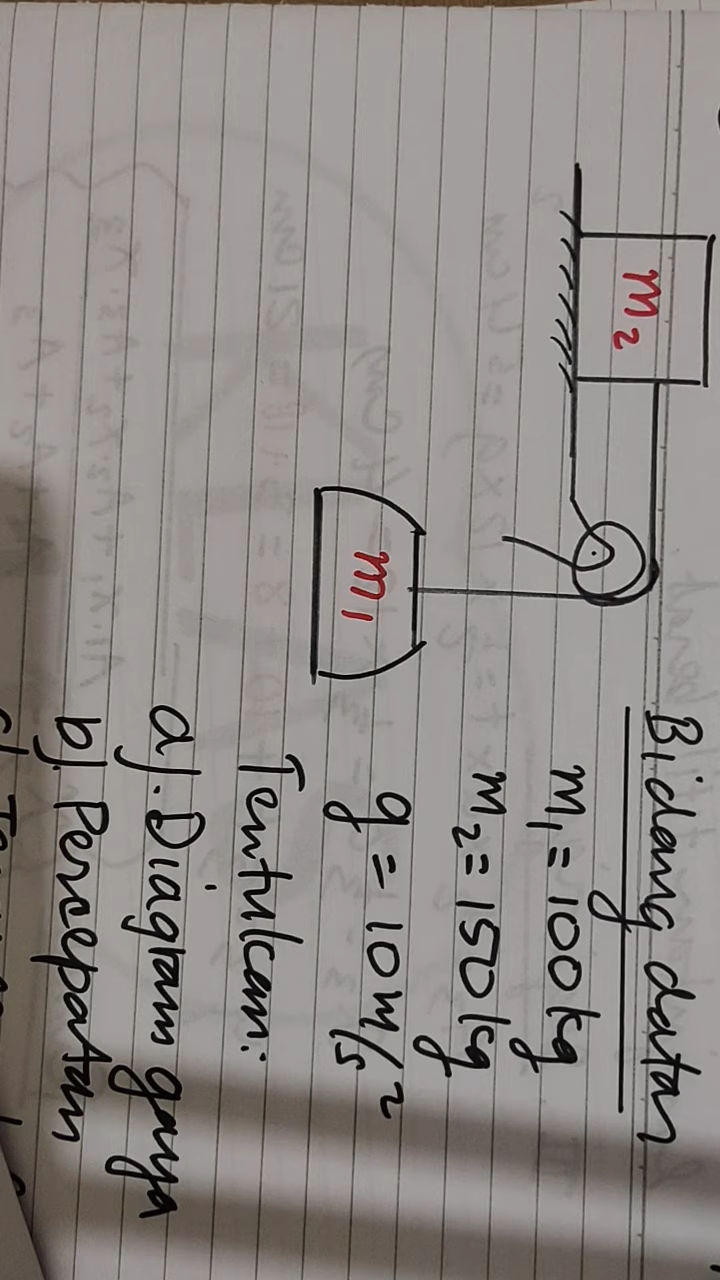 m2
m1
Bidang datar
m1 = 100 kg
m2 = 150 kg
g = 10 m/s2
Tentukan:
a). Diagram gaya
b). Percepatan